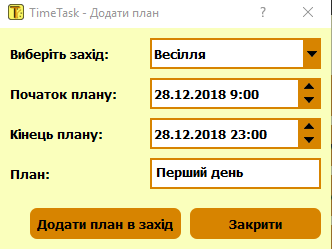 TimeTask - Додати план
Виберіть захід: Весілля
Початок плану: 28.12.2018 9:00
Кінець плану: 28.12.2018 23:00
План: Перший день
Додати план в захід Закрити